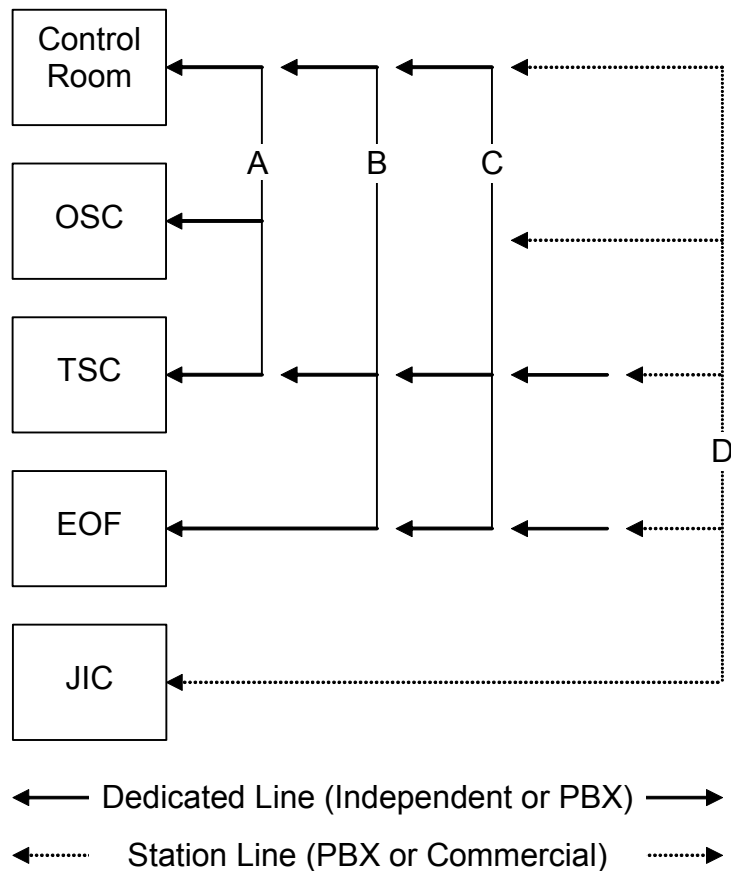 Control
Room
A
B
C
OSC
TSC
D
EOF
JIC
Dedicated Line (Independent or PBX)
Station Line (PBX or Commercial)